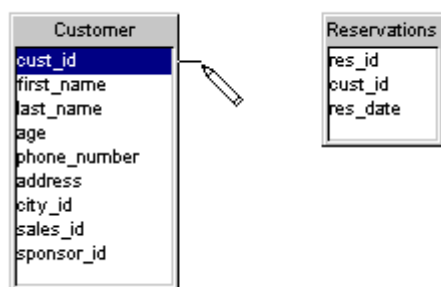 Customer
cust_id
first_name
last_name
age
phone_number
address
city_id
sales_id
sponsor_id
Reservations
res_id
cust_id
res_date